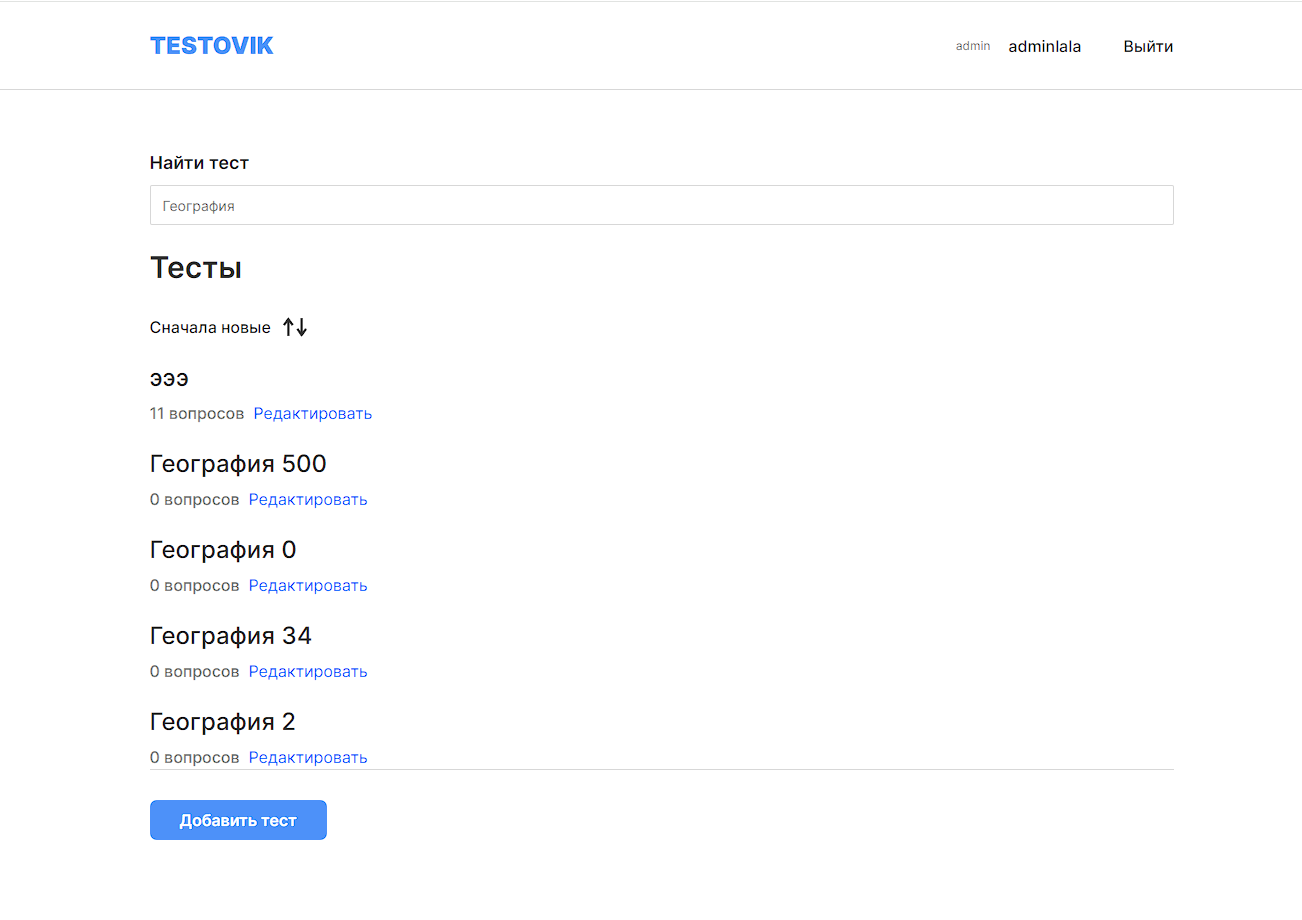 TESTOVIK
admin adminlala Выйти
Найти тест
География
Тесты
Сначала новые
эээ
11 вопросов Редактировать
География 500
0 вопросов Редактировать
География 0
0 вопросов Редактировать
География 34
0 вопросов Редактировать
География 2
0 вопросов Редактировать
Добавить тест